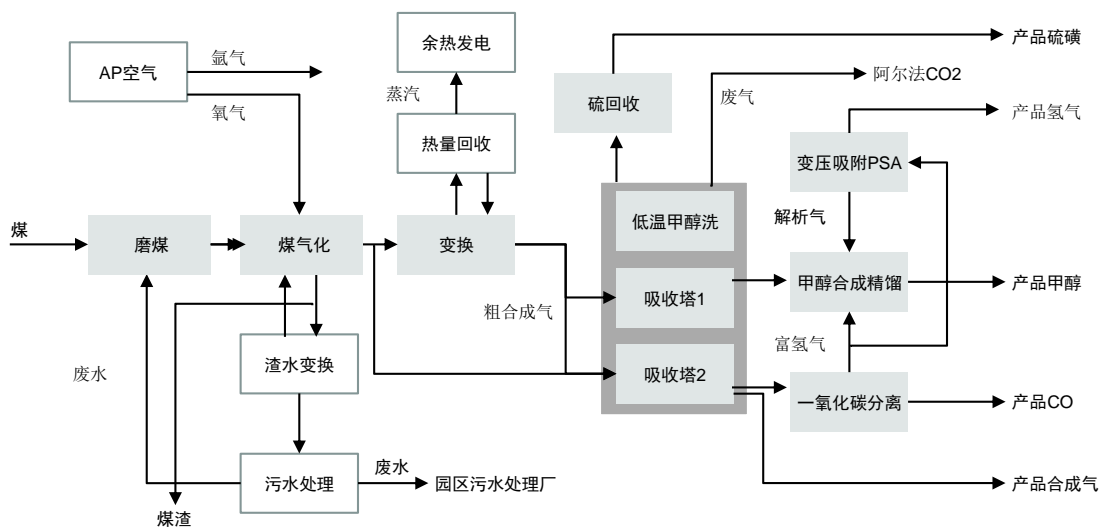 余热发电
产品硫磺
氩气
AP空气
阿尔法CO2
蒸汽
废气
硫回收
氧气
产品氢气
热量回收
变压吸附PSA
低温甲醇洗
解析气
煤
磨煤
煤气化
变换
甲醇合成精馏
产品甲醇
吸收塔1
粗合成气
富氢气
渣水变换
废水
吸收塔2
一氧化碳分离
产品CO
废水
污水处理
园区污水处理厂
产品合成气
煤渣